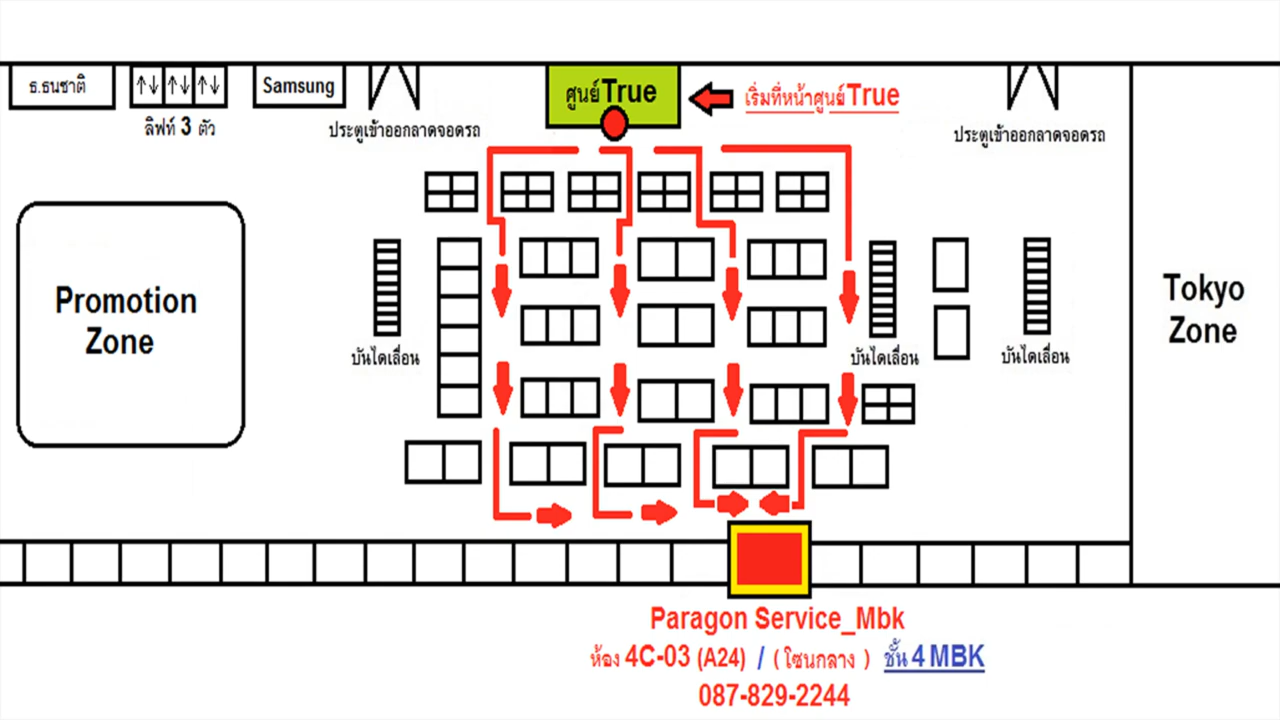 ธ.ธนชาติ
Samsung
ศูนย์True
เริ่มที่หน้าศูนย์True
ลิฟท์ 3 ตัว
ประตูเข้าออกลาดจอดรถ
ประตูเข้าออกลาดจอดรถ
Promotion
Zone
Tokyo
Zone
บันไดเลื่อน
บันไดเลื่อน
บันไดเลื่อน
Paragon Service_Mbk
ห้อง 4C-03 (A24) / ( โซนกลาง ) ชั้น 4 MBK
087-829-2244